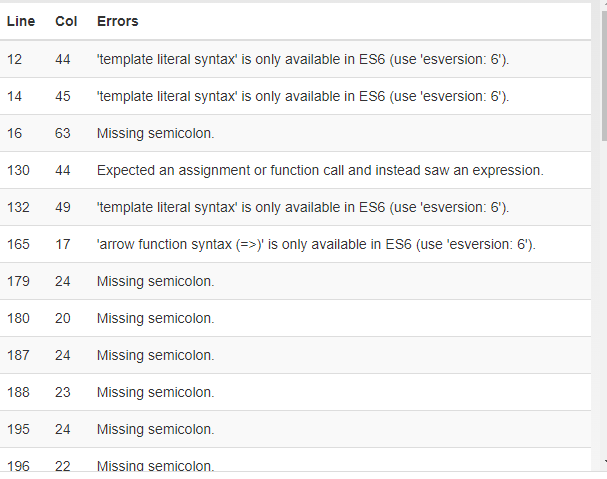 Line Col Errors
12 44 'template literal syntax' is only available in ES6 (use 'esversion: 6').
14 45 'template literal syntax' is only available in ES6 (use 'esversion: 6').
16 63 Missing semicolon.
130 44 Expected an assignment or function call and instead saw an expression.
132 49 'template literal syntax' is only available in ES6 (use 'esversion: 6').
165 17 'arrow function syntax (=>)' is only available in ES6 (use 'esversion: 6').
179 24 Missing semicolon.
180 20 Missing semicolon.
187 24 Missing semicolon.
188 23 Missing semicolon.
195 24 Missing semicolon.
196 22 Missing semicolon.